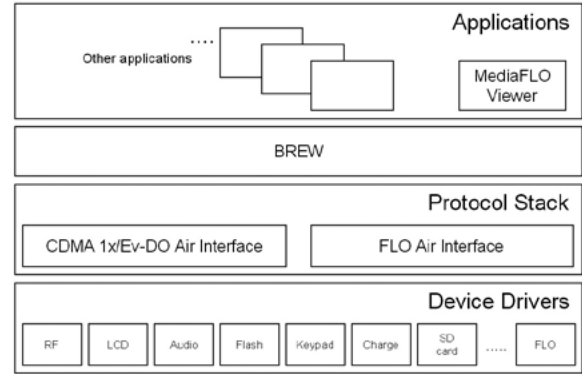 Applications
....
Other applications
MediaFLO
Viewer
BREW
Protocol Stack
CDMA 1x/Ev-DO Air Interface
FLO Air Interface
Device Drivers
RF
LCD
Audio
Flash
Keypad
Charge
SD
card
.....
FLO